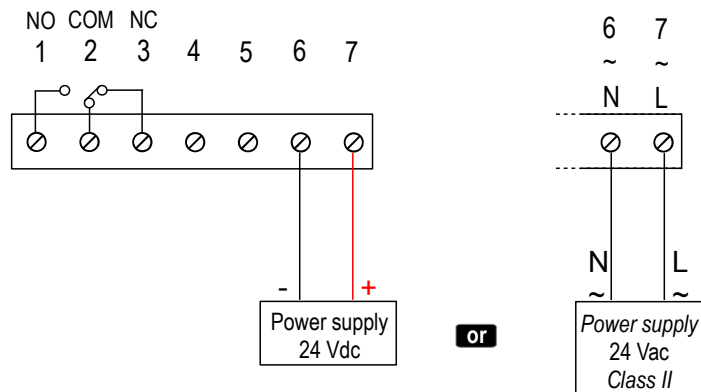 NO COM NC
1 2 3 4 5 6 7
- +
Power supply
24 Vdc
or
6 7
~ ~
N L
N L
~ ~
Power supply
24 Vac
Class II